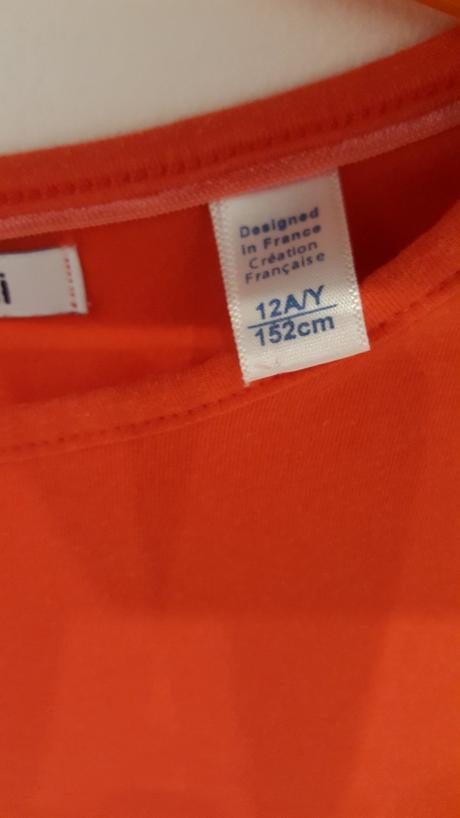 i
Designed
in France
Création
Française
12A/Y
152cm